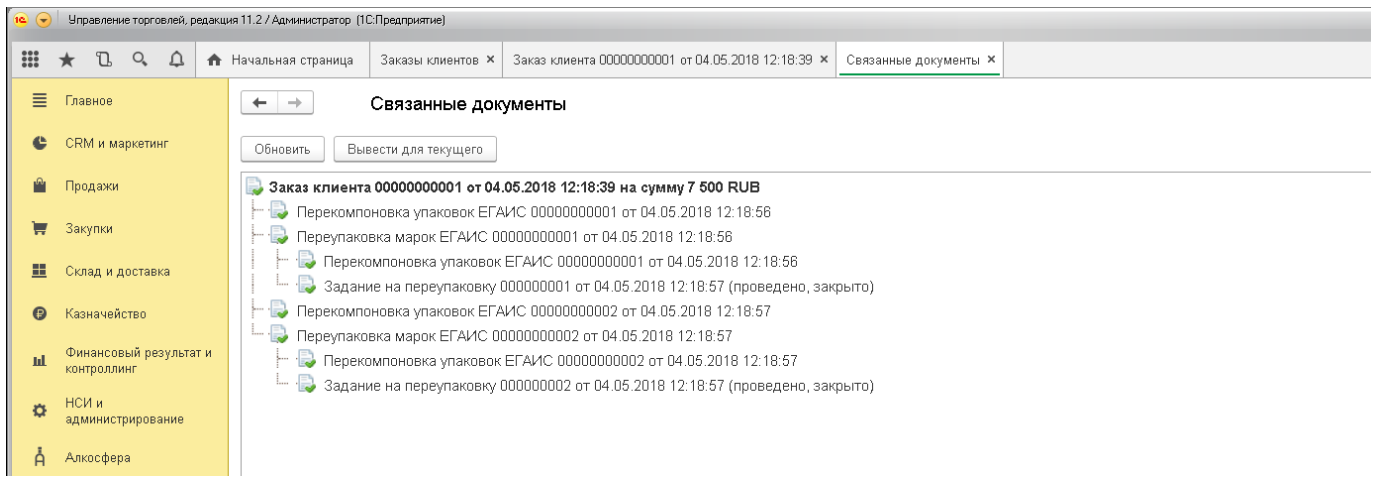 1С Управление торговлей, редакция 11.2 / Администратор (1С:Предприятие)
Начальная страница Заказы клиентов × Заказ клиента 00000000001 от 04.05.2018 12:18:39 × Связанные документы ×
Главное
CRM и маркетинг
Продажи
Закупки
Склад и доставка
Казначейство
Финансовый результат и
контроллинг
НСИ и
администрирование
Алкосфера
Связанные документы
Обновить Вывести для текущего
Заказ клиента 00000000001 от 04.05.2018 12:18:39 на сумму 7 500 RUB
Перекомпоновка упаковок ЕГАИС 00000000001 от 04.05.2018 12:18:56
Переупаковка марок ЕГАИС 00000000001 от 04.05.2018 12:18:56
Перекомпоновка упаковок ЕГАИС 00000000001 от 04.05.2018 12:18:56
Задание на переупаковку 000000001 от 04.05.2018 12:18:57 (проведено, закрыто)
Перекомпоновка упаковок ЕГАИС 00000000002 от 04.05.2018 12:18:57
Переупаковка марок ЕГАИС 00000000002 от 04.05.2018 12:18:57
Перекомпоновка упаковок ЕГАИС 00000000002 от 04.05.2018 12:18:57
Задание на переупаковку 000000002 от 04.05.2018 12:18:57 (проведено, закрыто)